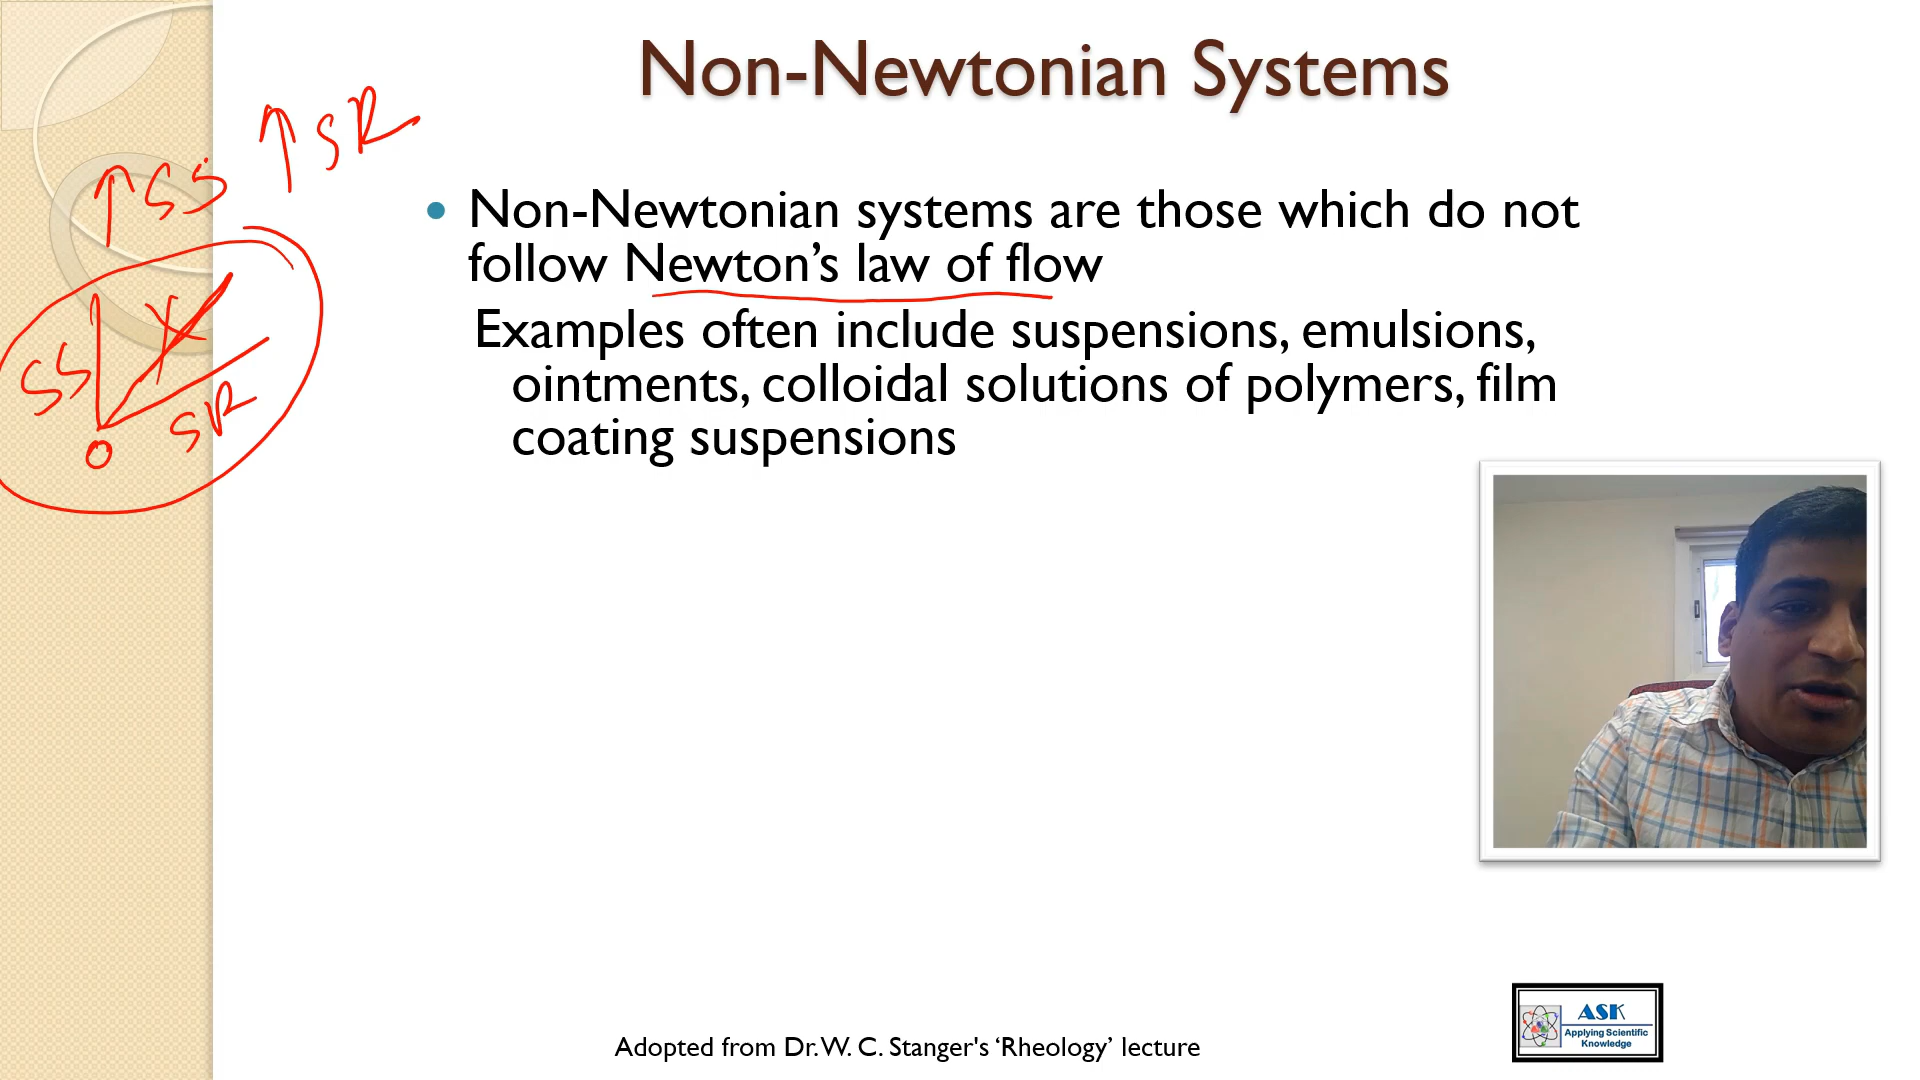 Non-Newtonian Systems
↑ SR
↑ SS
• Non-Newtonian systems are those which do not
follow Newton’s law of flow
Examples often include suspensions, emulsions,
ointments, colloidal solutions of polymers, film
coating suspensions
SS
SR
O
Adopted from Dr. W. C. Stanger's ‘Rheology’ lecture
ASK
Applying Scientific
Knowledge